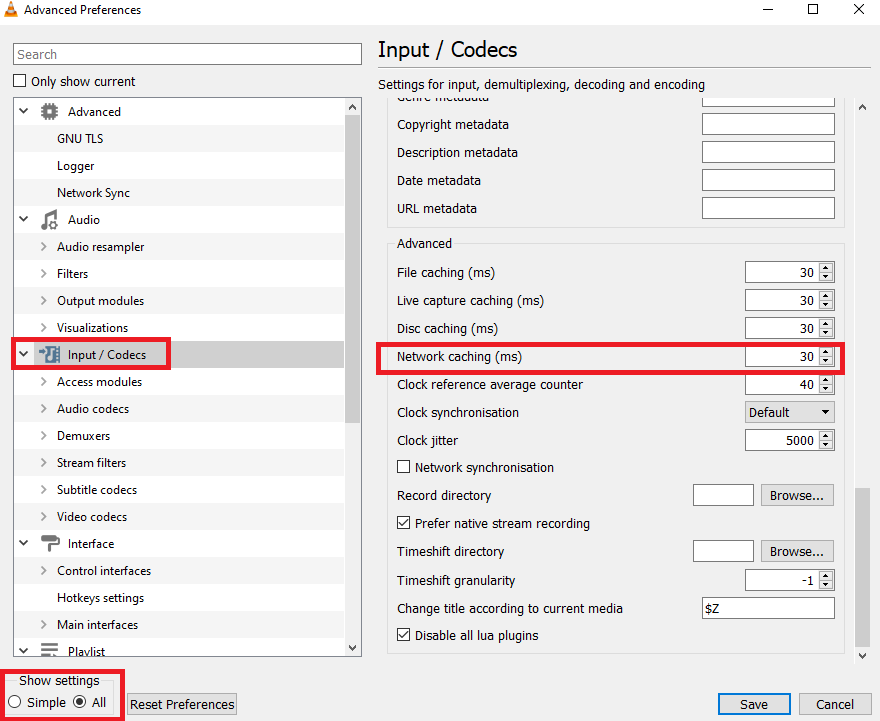 Advanced Preferences
Search
Only show current
Advanced
GNU TLS
Logger
Network Sync
Audio
Audio resampler
Filters
Output modules
Visualizations
Input / Codecs
Access modules
Audio codecs
Demuxers
Stream filters
Subtitle codecs
Video codecs
Interface
Control interfaces
Hotkeys settings
Main interfaces
Playlist
Show settings
Simple All
Reset Preferences
Input / Codecs
Settings for input, demultiplexing, decoding and encoding
Genre metadata
Copyright metadata
Description metadata
Date metadata
URL metadata
Advanced
File caching (ms) 30
Live capture caching (ms) 30
Disc caching (ms) 30
Network caching (ms) 30
Clock reference average counter 40
Clock synchronisation Default
Clock jitter 5000
Network synchronisation
Record directory Browse...
Prefer native stream recording
Timeshift directory Browse...
Timeshift granularity -1
Change title according to current media $Z
Disable all lua plugins
Save Cancel